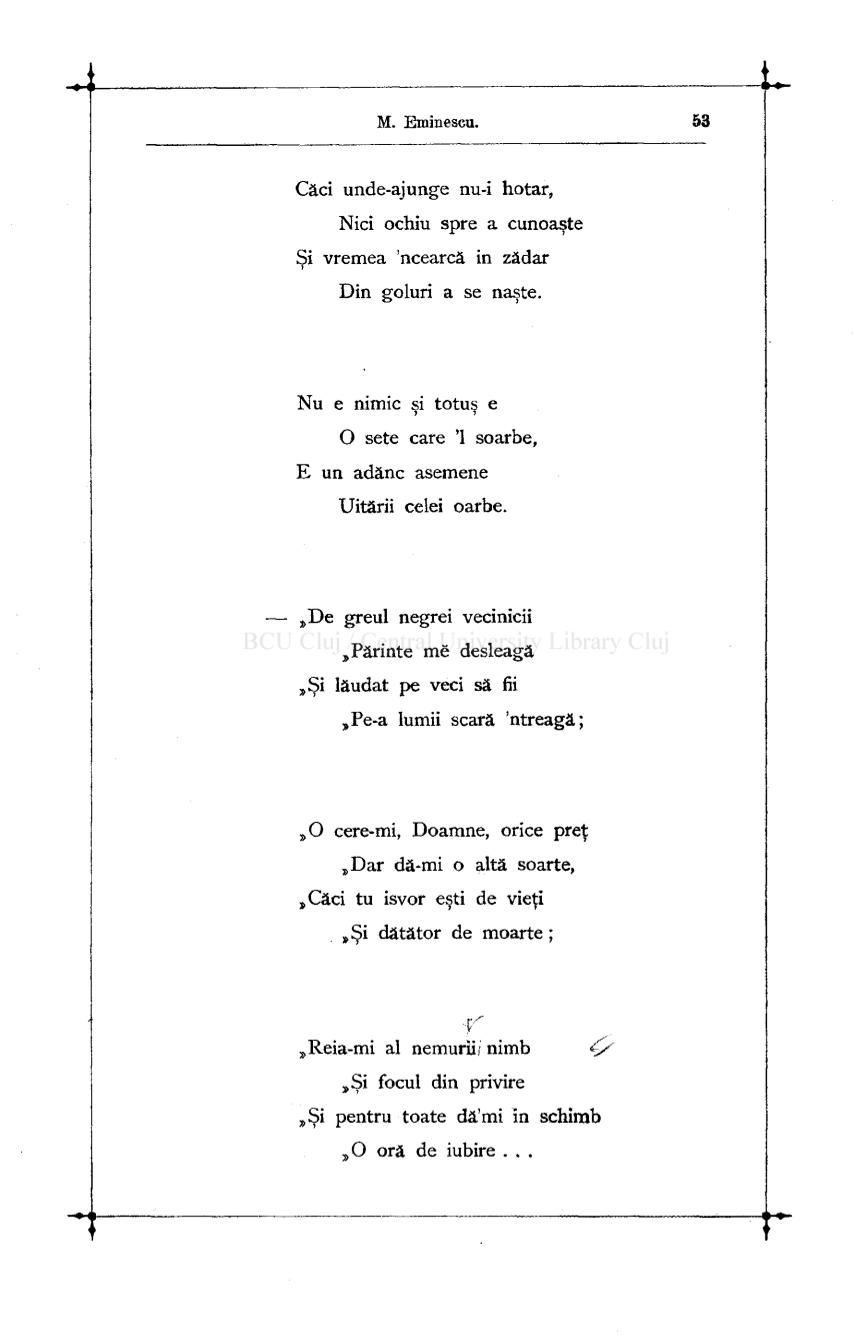 M. Eminescu. 53
Căci unde-ajunge nu-i hotar,
Nici ochiu spre a cunoaște
Și vremea 'ncearcă in zădar
Din goluri a se naște.
Nu e nimic și totuș e
O sete care 'l soarbe,
E un adânc asemene
Uitării celei oarbe.
— „De greul negrei vecinicii
BCU Cluj / Central University Library Cluj
„Părinte mĕ desleagă
„Și lăudat pe veci să fii
„Pe-a lumii scară 'ntreagă;
„O cere-mi, Doamne, orice preț
„Dar dă-mi o altă soarte,
„Căci tu isvor ești de vieți
„Și dătător de moarte;
„Reia-mi al nemurii nimb
„Și focul din privire
„Și pentru toate dă'mi in schimb
„O oră de iubire . . .